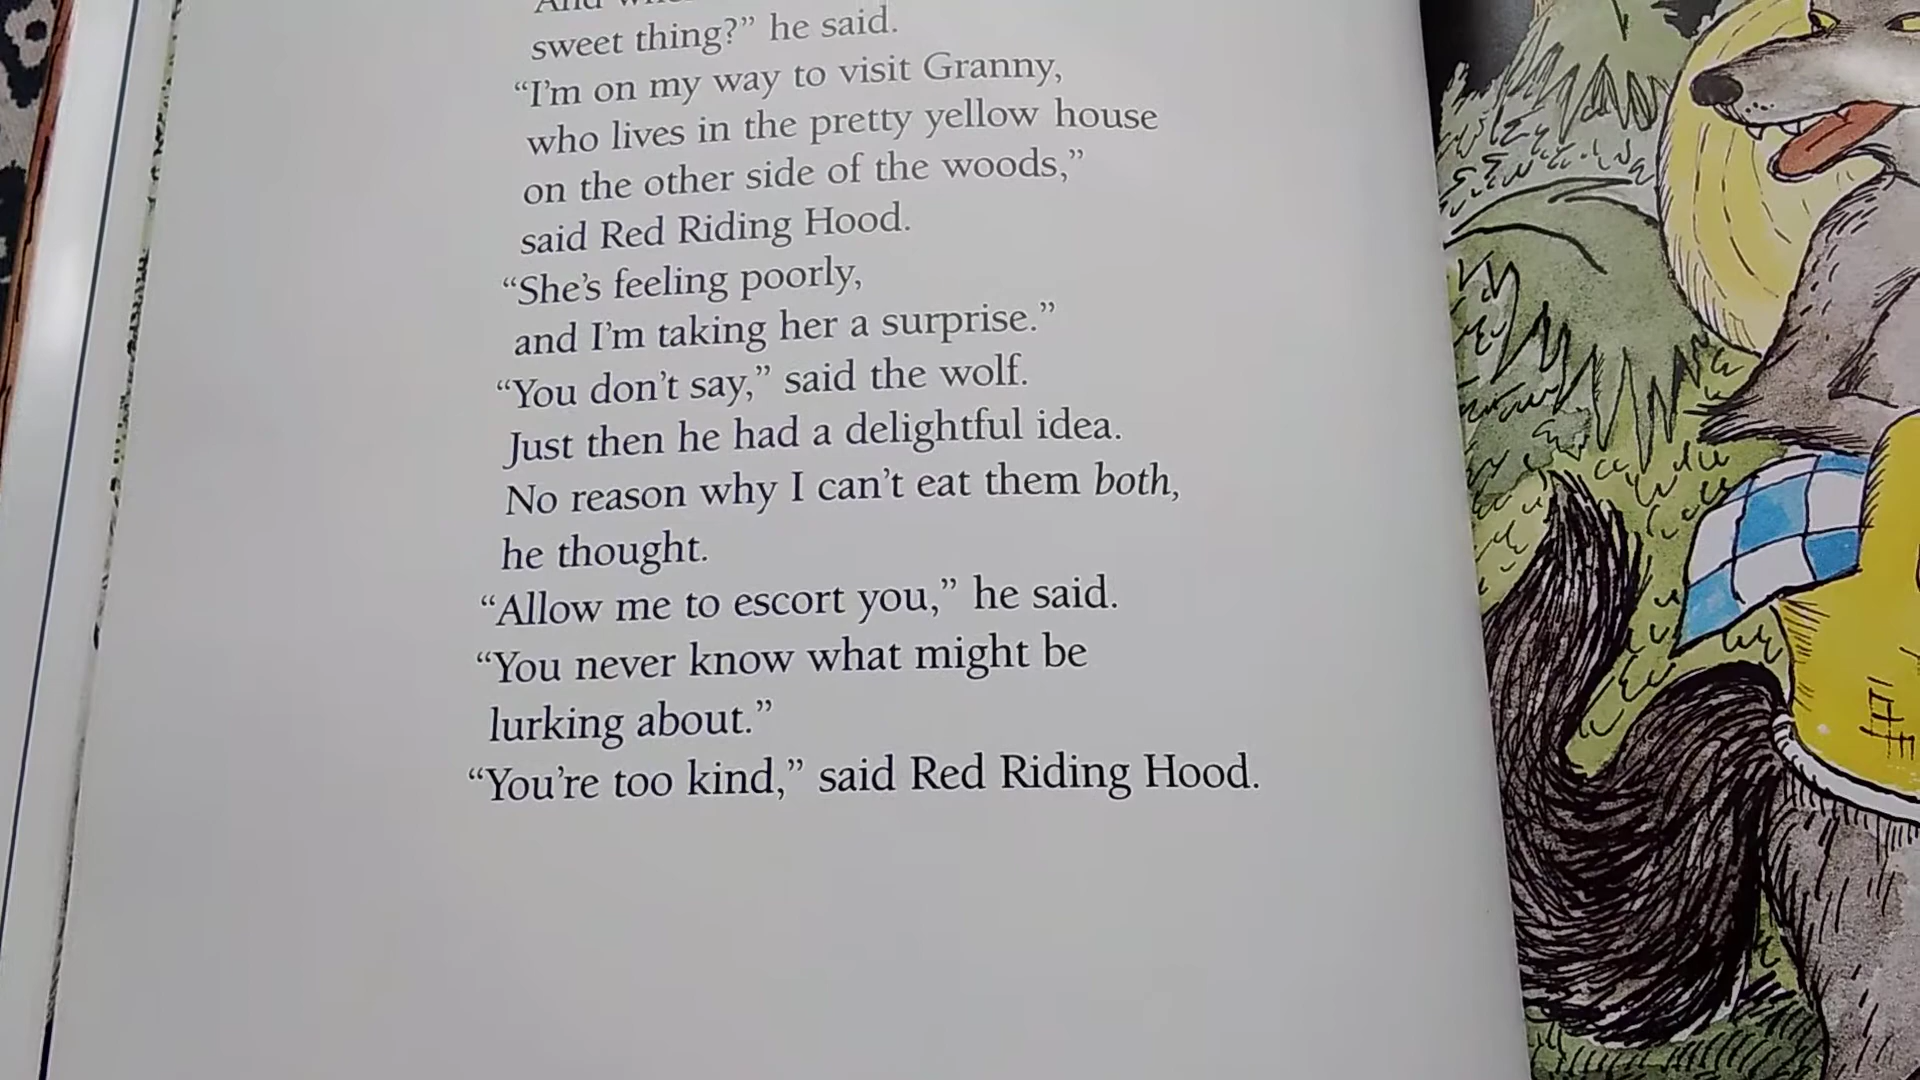 sweet thing?” he said.
“I’m on my way to visit Granny,
who lives in the pretty yellow house
on the other side of the woods,”
said Red Riding Hood.
“She’s feeling poorly,
and I’m taking her a surprise.”
“You don’t say,” said the wolf.
Just then he had a delightful idea.
No reason why I can’t eat them both,
he thought.
“Allow me to escort you,” he said.
“You never know what might be
lurking about.”
“You’re too kind,” said Red Riding Hood.